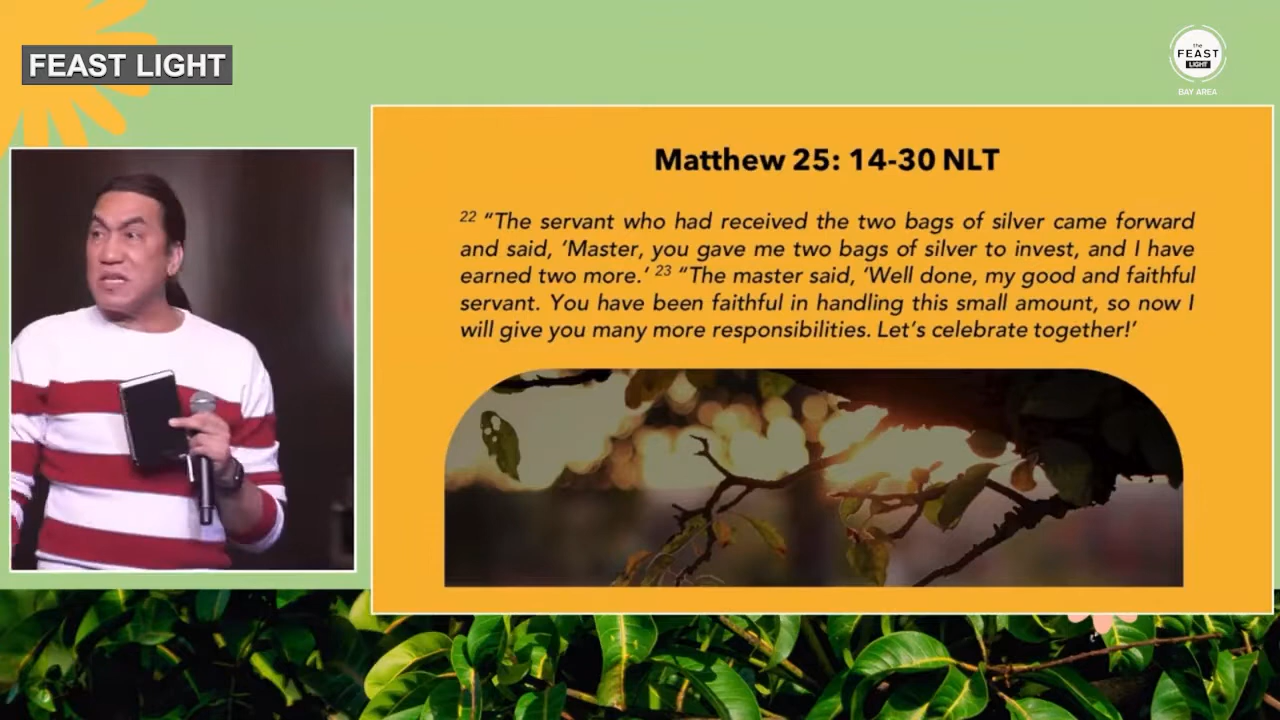 FEAST LIGHT
the
FEAST
LIGHT
BAY AREA
Matthew 25: 14-30 NLT
22 “The servant who had received the two bags of silver came forward
and said, ‘Master, you gave me two bags of silver to invest, and I have
earned two more.’ 23 “The master said, ‘Well done, my good and faithful
servant. You have been faithful in handling this small amount, so now I
will give you many more responsibilities. Let’s celebrate together!’